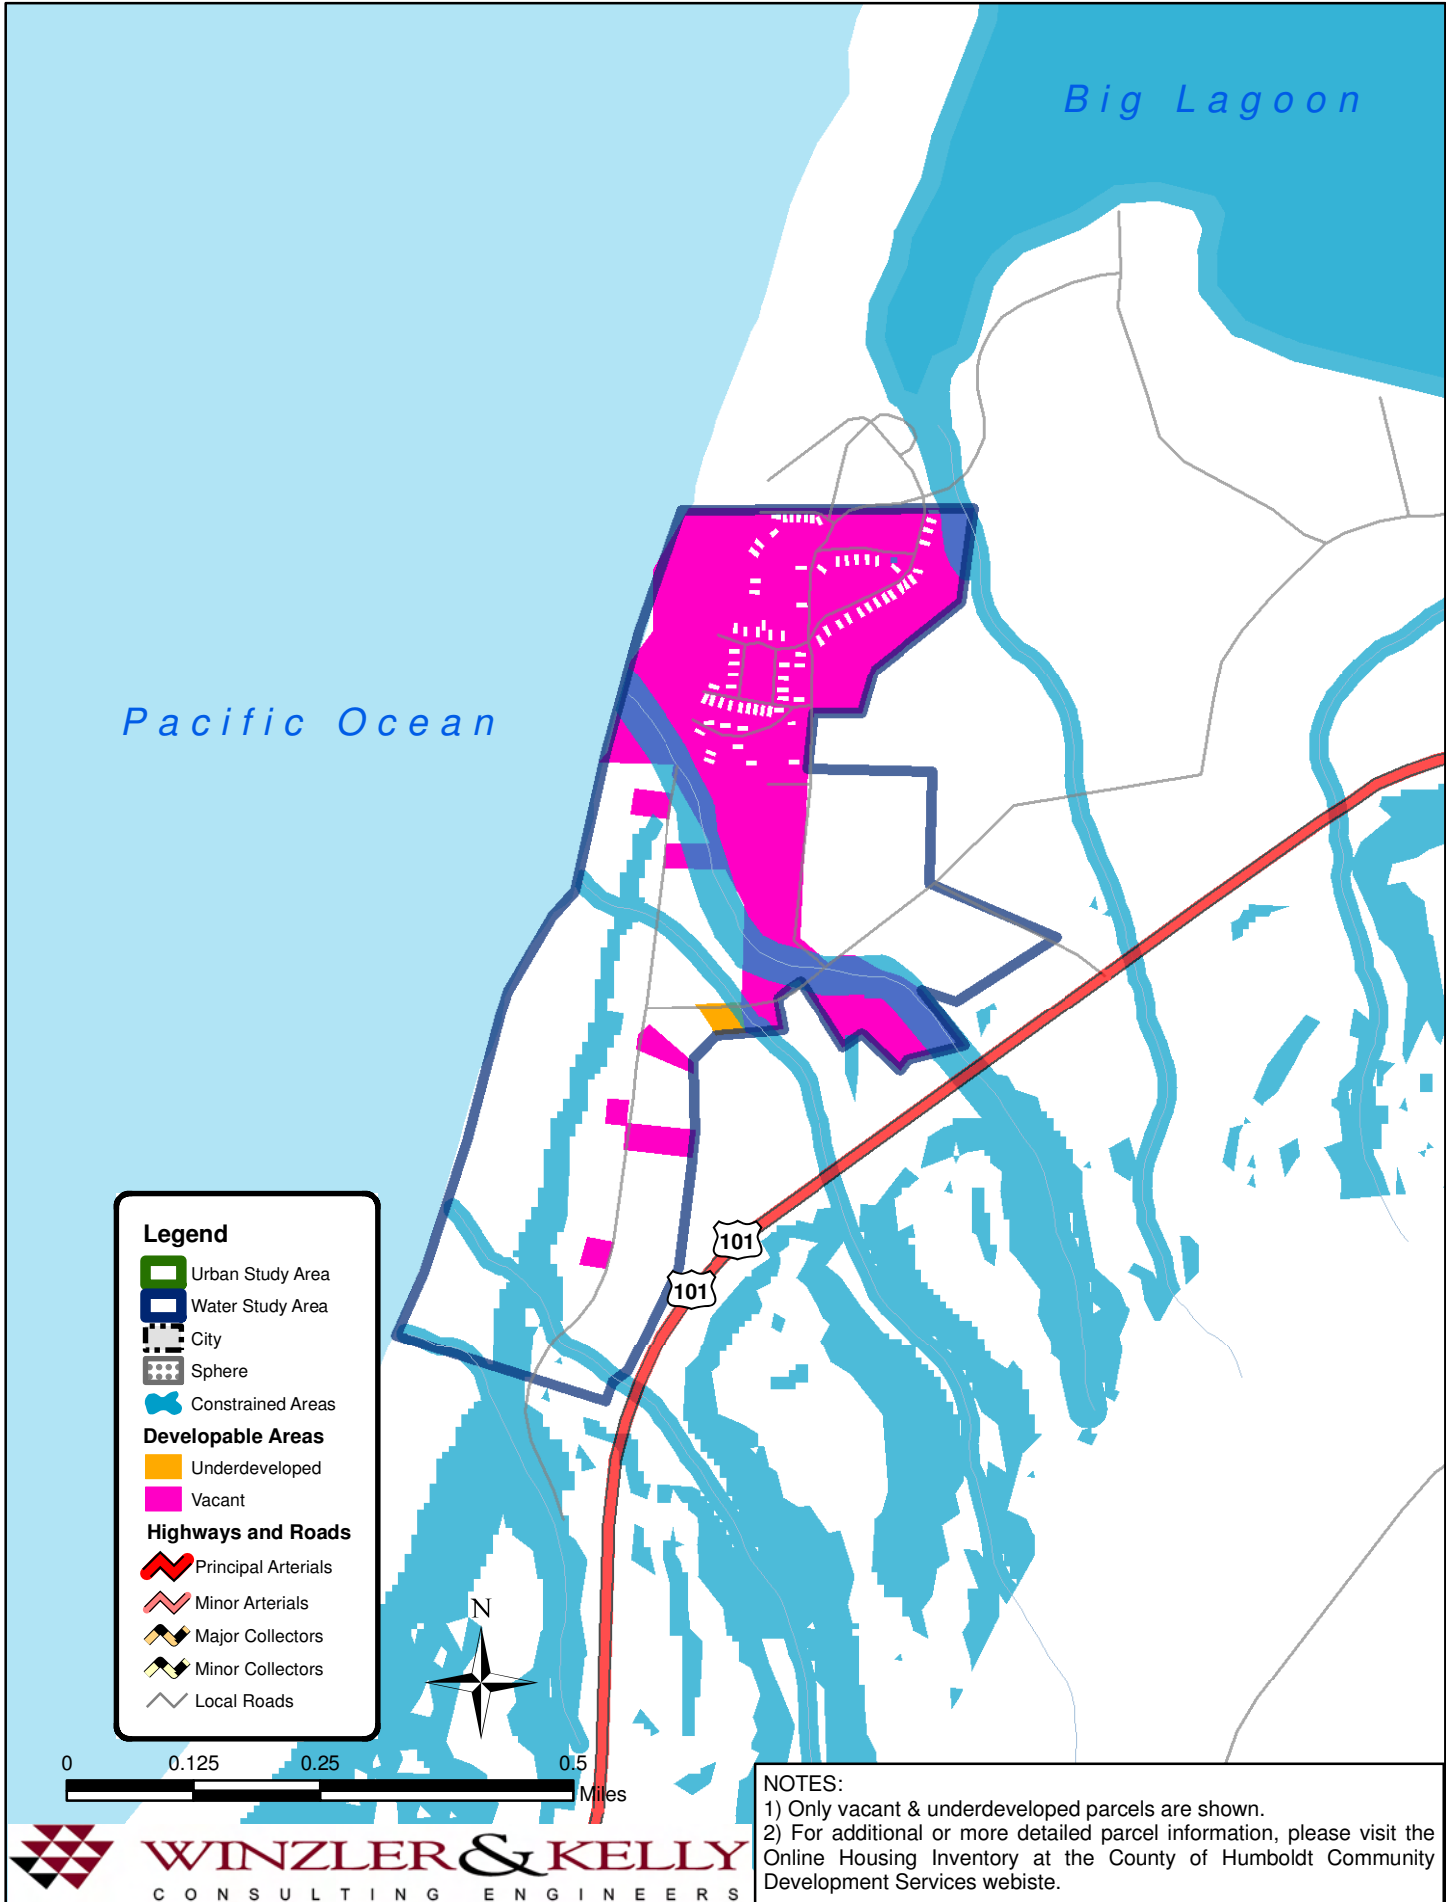 Big Lagoon
Pacific Ocean
101
101
Legend
Urban Study Area
Water Study Area
City
Sphere
Constrained Areas
Developable Areas
Underdeveloped
Vacant
Highways and Roads
Principal Arterials
Minor Arterials
Major Collectors
Minor Collectors
Local Roads
N
0 0.125 0.25 0.5
Miles
WINZLER & KELLY
CONSULTING ENGINEERS
NOTES:
1) Only vacant & underdeveloped parcels are shown.
2) For additional or more detailed parcel information, please visit the
Online Housing Inventory at the County of Humboldt Community
Development Services webiste.